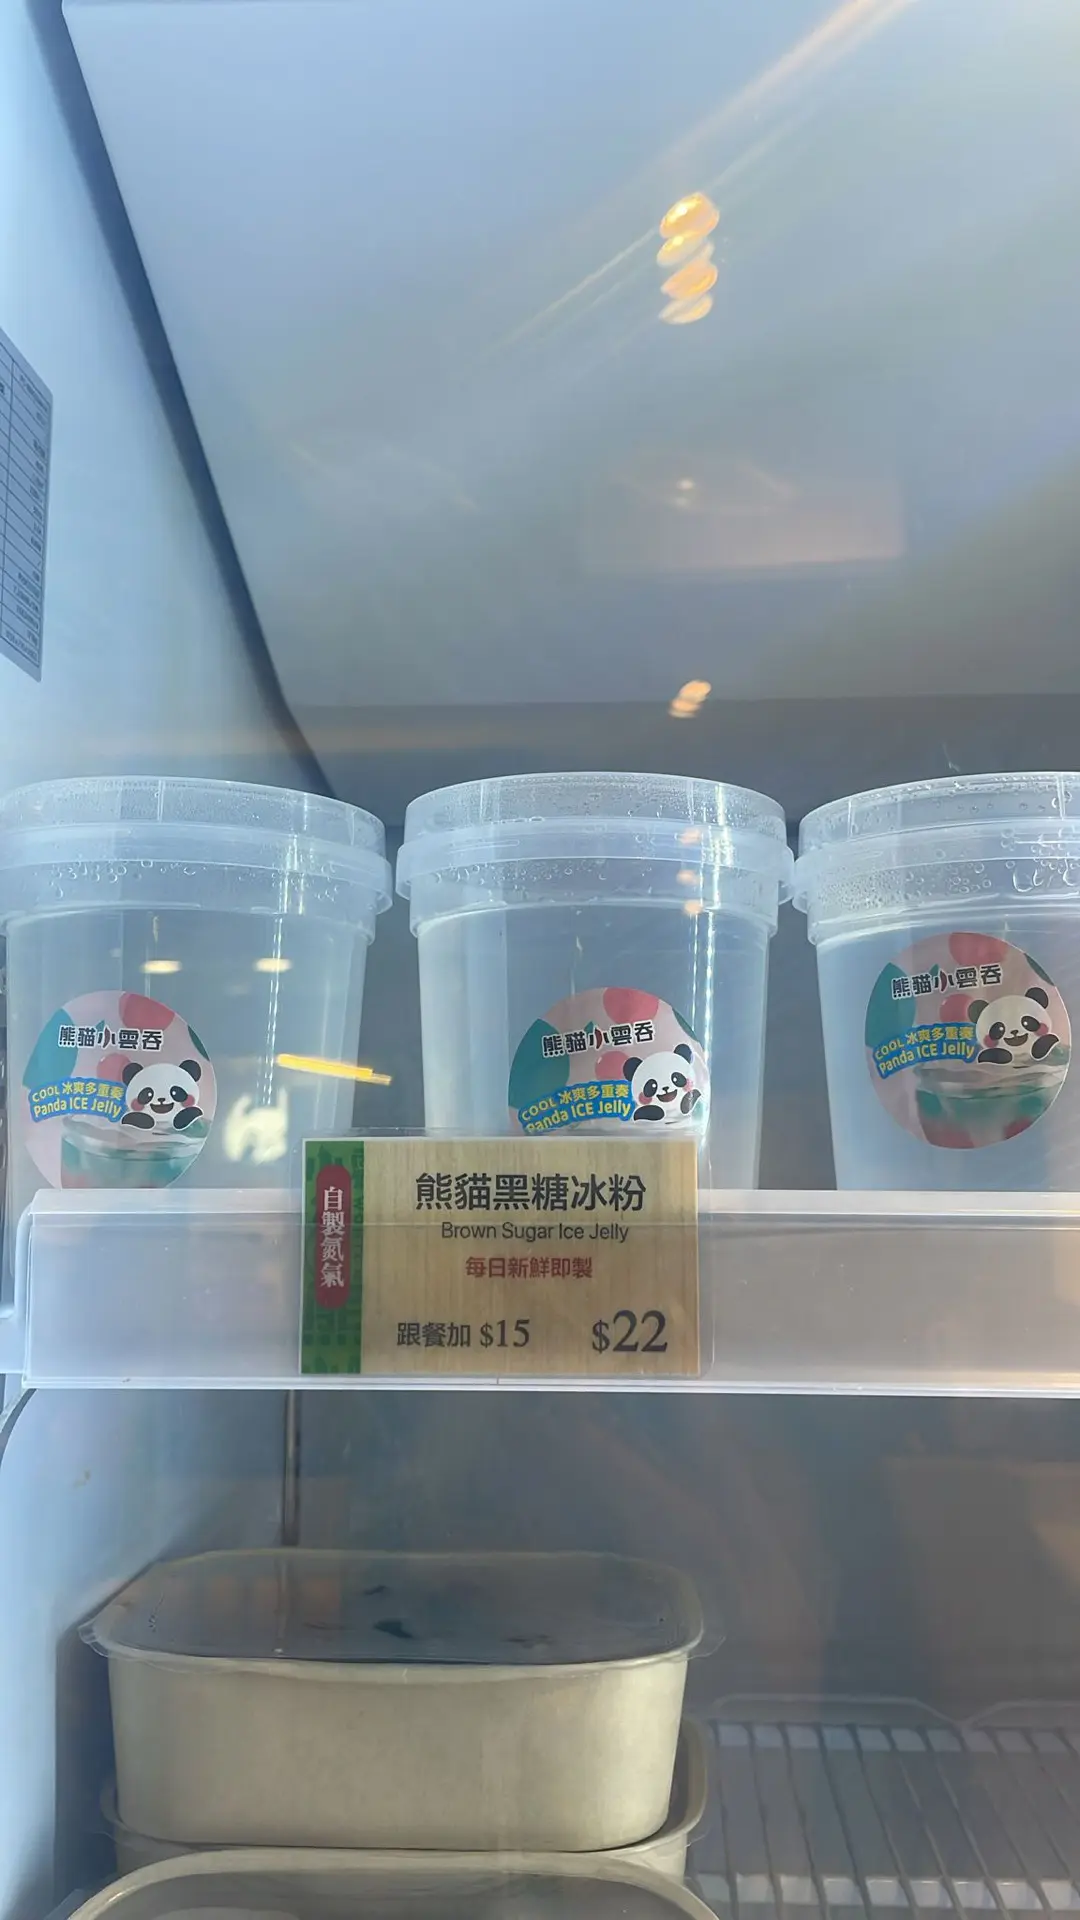 熊貓小雲吞
COOL 冰爽多重奏
Panda ICE Jelly
熊貓小雲吞
COOL 冰爽多重奏
Panda ICE Jelly
熊貓小雲吞
COOL 冰爽多重奏
Panda ICE Jelly
自製氮氣
熊貓黑糖冰粉
Brown Sugar Ice Jelly
每日新鮮即製
跟餐加 $15 $22